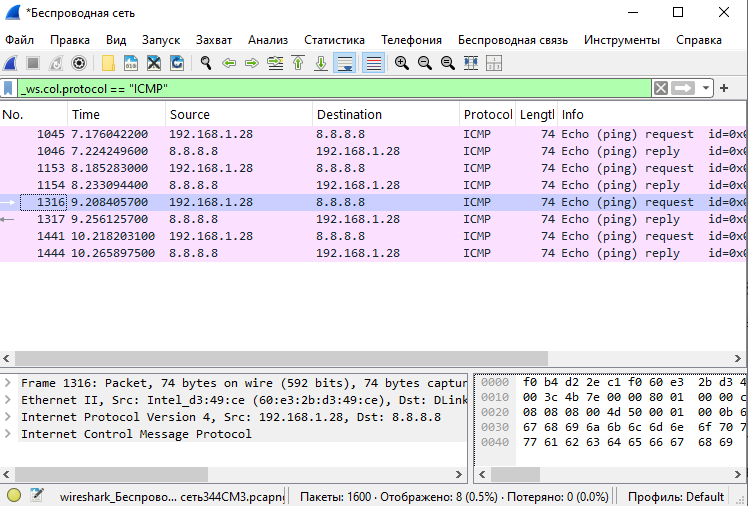 *Беспроводная сеть
Файл Правка Вид Запуск Захват Анализ Статистика Телефония Беспроводная связь Инструменты Справка
_ws.col.protocol == "ICMP"
No. Time Source Destination Protocol Lengtl Info
1045 7.176042200 192.168.1.28 8.8.8.8 ICMP 74 Echo (ping) request id=0x0
1046 7.224249600 8.8.8.8 192.168.1.28 ICMP 74 Echo (ping) reply id=0x0
1153 8.185283000 192.168.1.28 8.8.8.8 ICMP 74 Echo (ping) request id=0x0
1154 8.233094400 8.8.8.8 192.168.1.28 ICMP 74 Echo (ping) reply id=0x0
1316 9.208405700 192.168.1.28 8.8.8.8 ICMP 74 Echo (ping) request id=0x0
1317 9.256125700 8.8.8.8 192.168.1.28 ICMP 74 Echo (ping) reply id=0x0
1441 10.218203100 192.168.1.28 8.8.8.8 ICMP 74 Echo (ping) request id=0x0
1444 10.265897500 8.8.8.8 192.168.1.28 ICMP 74 Echo (ping) reply id=0x0
Frame 1316: Packet, 74 bytes on wire (592 bits), 74 bytes captur
Ethernet II, Src: Intel_d3:49:ce (60:e3:2b:d3:49:ce), Dst: DLink
Internet Protocol Version 4, Src: 192.168.1.28, Dst: 8.8.8.8
Internet Control Message Protocol
0000 f0 b4 d2 2e c1 f0 60 e3 2b d3 4
0010 00 3c 4b 7e 00 00 80 01 00 00 c
0020 08 08 08 00 4d 50 00 01 00 0b 6
0030 67 68 69 6a 6b 6c 6d 6e 6f 70 7
0040 77 61 62 63 64 65 66 67 68 69
wireshark_Беспрово... сеть344CM3.pcapng
Пакеты: 1600 · Отображено: 8 (0.5%) · Потеряно: 0 (0.0%)
Профиль: Default